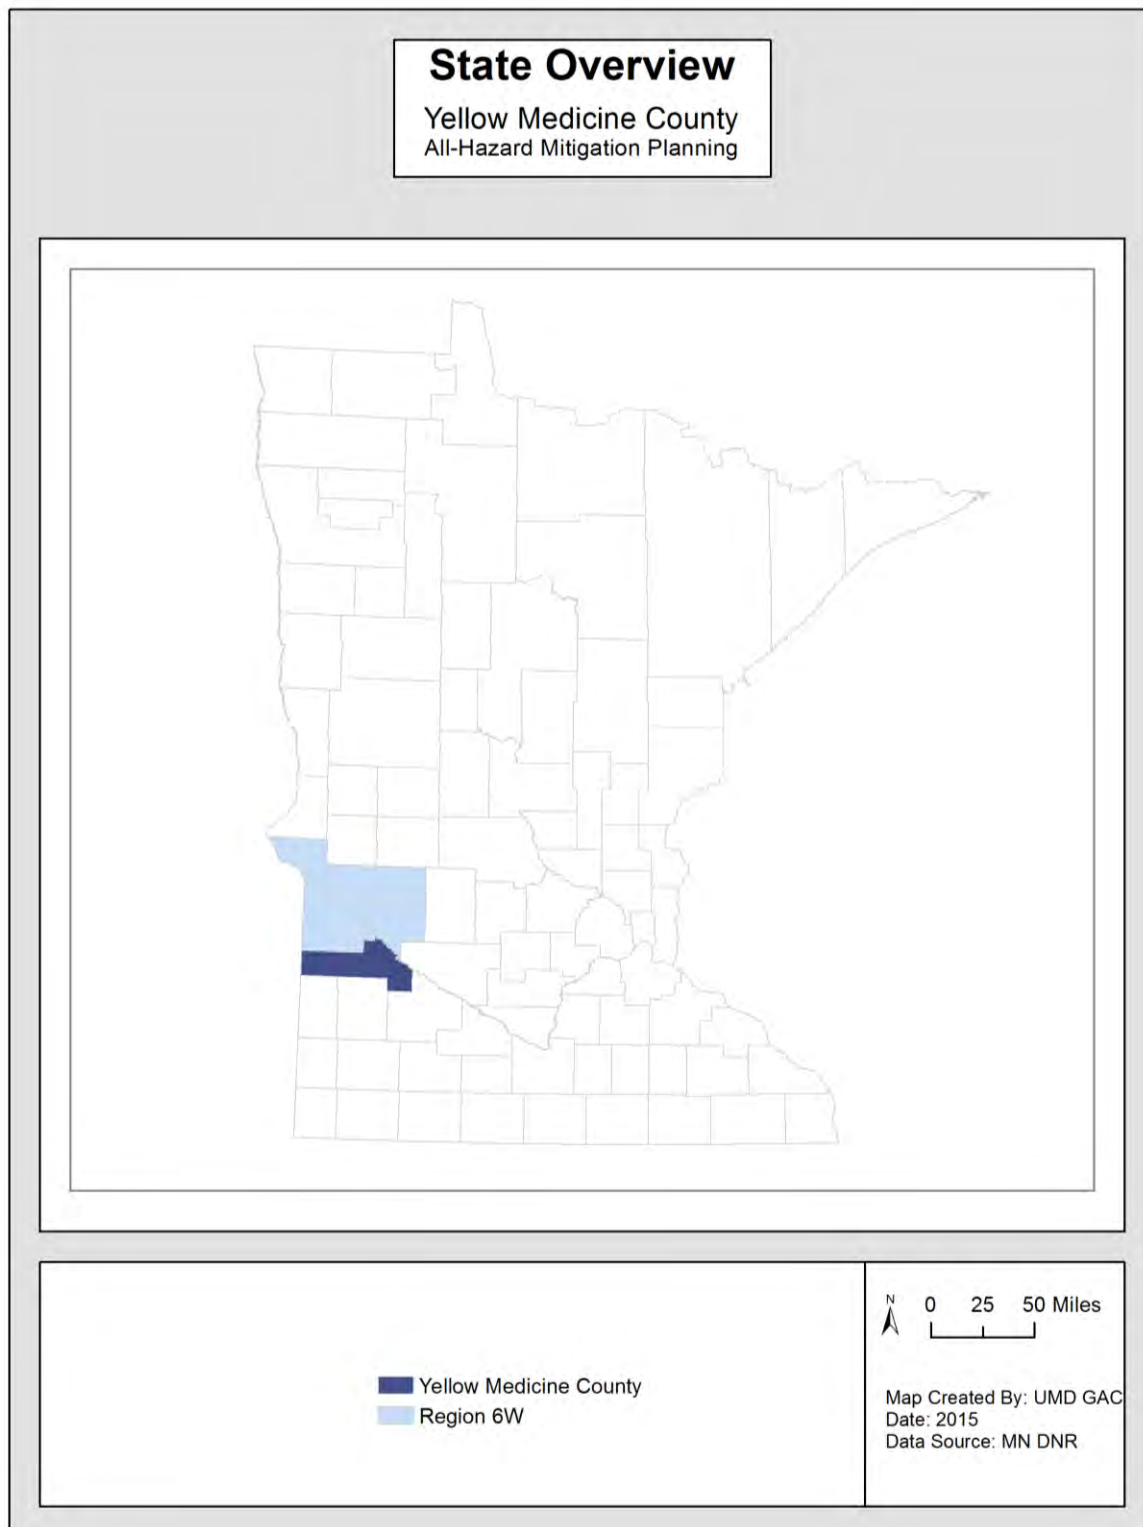 State Overview
Yellow Medicine County
All-Hazard Mitigation Planning
Yellow Medicine County
Region 6W
N
0 25 50 Miles
Map Created By: UMD GAC
Date: 2015
Data Source: MN DNR